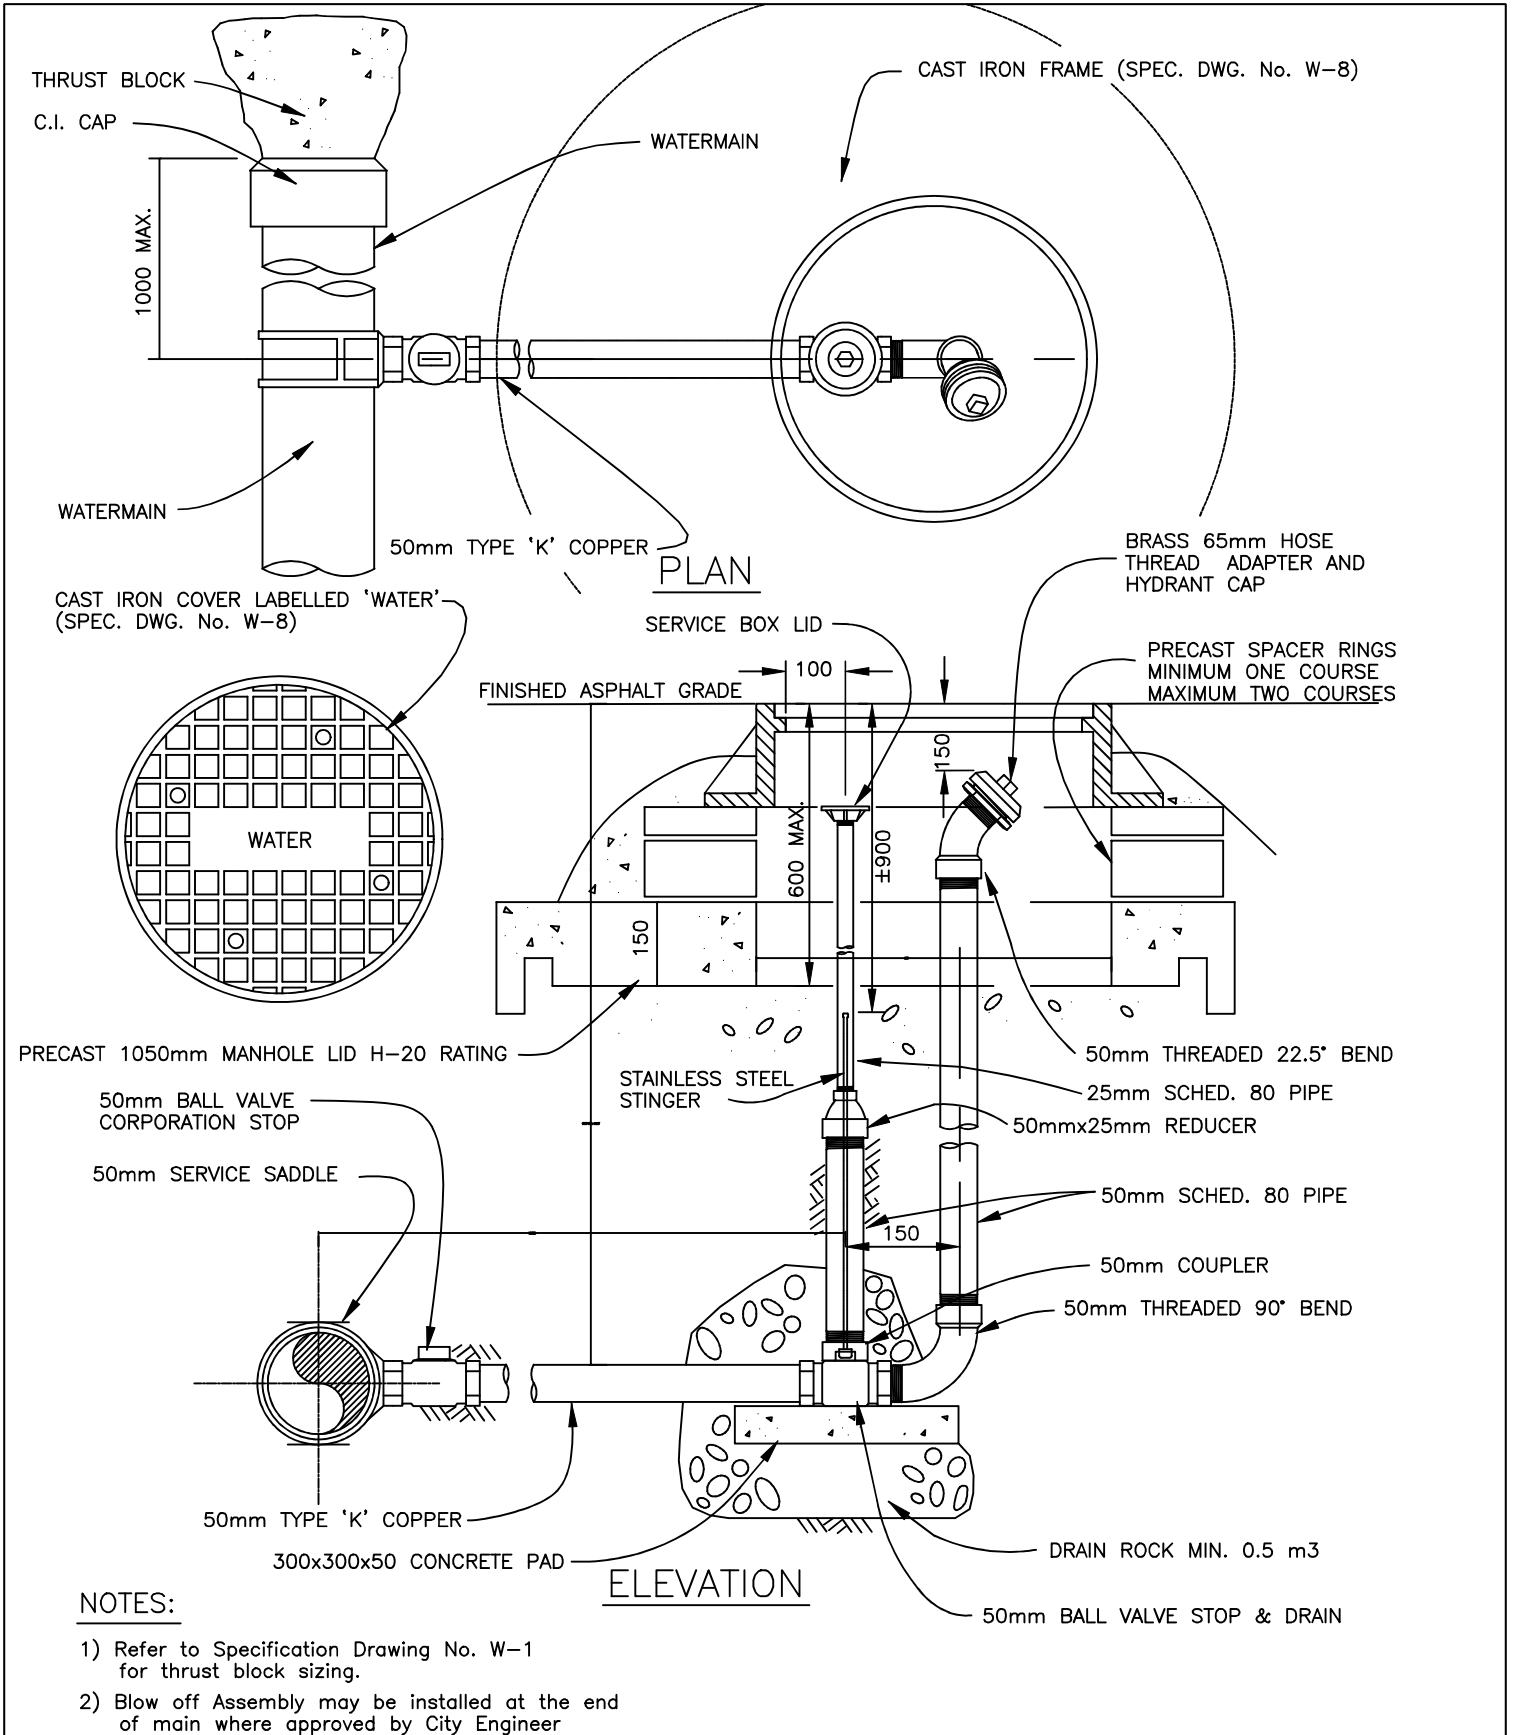 THRUST BLOCK
C.I. CAP
CAST IRON FRAME (SPEC. DWG. No. W-8)
WATERMAIN
1000 MAX.
WATERMAIN
50mm TYPE 'K' COPPER
PLAN
BRASS 65mm HOSE
THREAD ADAPTER AND
HYDRANT CAP
CAST IRON COVER LABELLED 'WATER'
(SPEC. DWG. No. W-8)
SERVICE BOX LID
PRECAST SPACER RINGS
MINIMUM ONE COURSE
MAXIMUM TWO COURSES
100
FINISHED ASPHALT GRADE
150
WATER
600 MAX.
±900
150
PRECAST 1050mm MANHOLE LID H-20 RATING
50mm THREADED 22.5° BEND
STAINLESS STEEL
STINGER
25mm SCHED. 80 PIPE
50mm BALL VALVE
CORPORATION STOP
50mmx25mm REDUCER
50mm SERVICE SADDLE
50mm SCHED. 80 PIPE
150
50mm COUPLER
50mm THREADED 90° BEND
50mm TYPE 'K' COPPER
300x300x50 CONCRETE PAD
DRAIN ROCK MIN. 0.5 m3
ELEVATION
50mm BALL VALVE STOP & DRAIN
NOTES:
1) Refer to Specification Drawing No. W-1
for thrust block sizing.
2) Blow off Assembly may be installed at the end
of main where approved by City Engineer